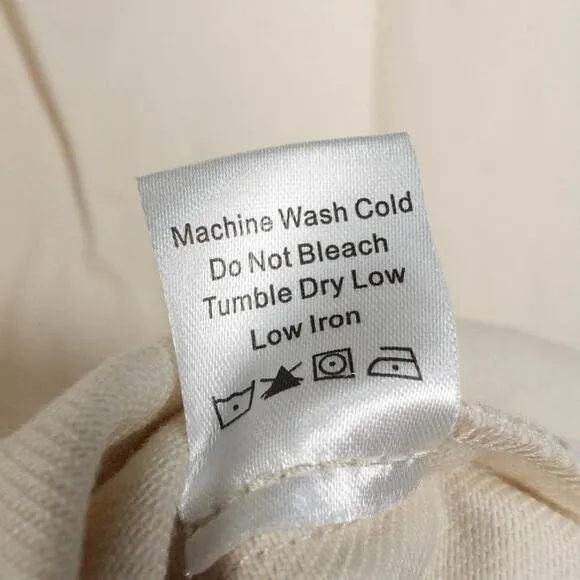 Machine Wash Cold
Do Not Bleach
Tumble Dry Low
Low Iron